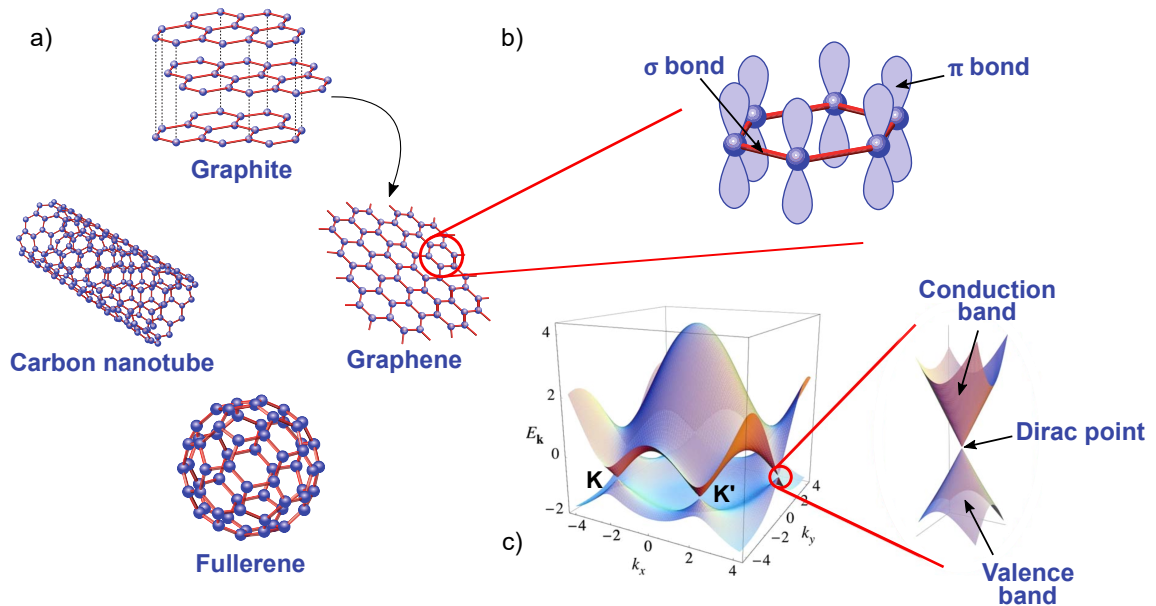 a)
Graphite
Carbon nanotube
Graphene
Fullerene
b)
σ bond
π bond
c)
4
2
0
−2
E_k
K
K'
−4
−2
0
2
4
k_x
−4
−2
0
2
4
k_y
Conduction
band
Dirac point
Valence
band